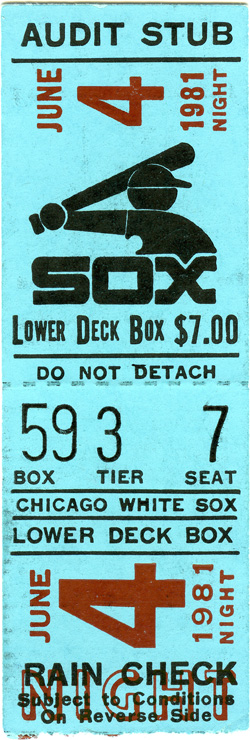 AUDIT STUB
JUNE 4 1981 NIGHT
SOX
LOWER DECK BOX $7.00
DO NOT DETACH
59 3 7
BOX TIER SEAT
CHICAGO WHITE SOX
LOWER DECK BOX
JUNE 4 1981
NIGHT
RAIN CHECK
Subject to Conditions
On Reverse Side